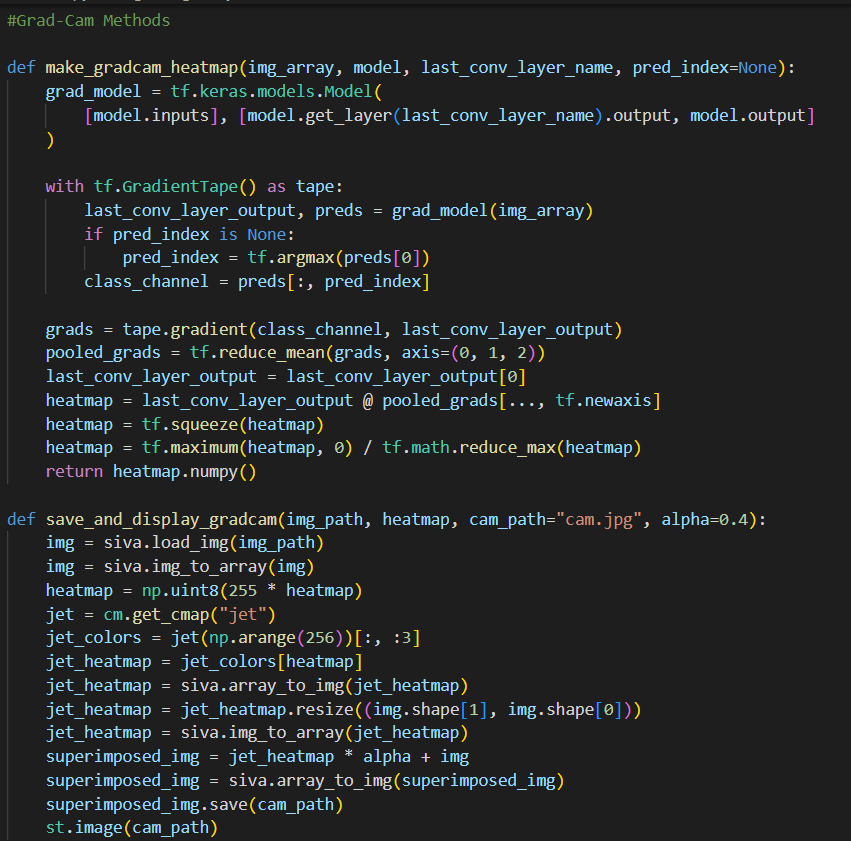 #Grad-Cam Methods
def make_gradcam_heatmap(img_array, model, last_conv_layer_name, pred_index=None):
    grad_model = tf.keras.models.Model(
        [model.inputs], [model.get_layer(last_conv_layer_name).output, model.output]
    )
    with tf.GradientTape() as tape:
        last_conv_layer_output, preds = grad_model(img_array)
        if pred_index is None:
            pred_index = tf.argmax(preds[0])
        class_channel = preds[:, pred_index]
    grads = tape.gradient(class_channel, last_conv_layer_output)
    pooled_grads = tf.reduce_mean(grads, axis=(0, 1, 2))
    last_conv_layer_output = last_conv_layer_output[0]
    heatmap = last_conv_layer_output @ pooled_grads[..., tf.newaxis]
    heatmap = tf.squeeze(heatmap)
    heatmap = tf.maximum(heatmap, 0) / tf.math.reduce_max(heatmap)
    return heatmap.numpy()
def save_and_display_gradcam(img_path, heatmap, cam_path="cam.jpg", alpha=0.4):
    img = siva.load_img(img_path)
    img = siva.img_to_array(img)
    heatmap = np.uint8(255 * heatmap)
    jet = cm.get_cmap("jet")
    jet_colors = jet(np.arange(256))[:, :3]
    jet_heatmap = jet_colors[heatmap]
    jet_heatmap = siva.array_to_img(jet_heatmap)
    jet_heatmap = jet_heatmap.resize((img.shape[1], img.shape[0]))
    jet_heatmap = siva.img_to_array(jet_heatmap)
    superimposed_img = jet_heatmap * alpha + img
    superimposed_img = siva.array_to_img(superimposed_img)
    superimposed_img.save(cam_path)
    st.image(cam_path)